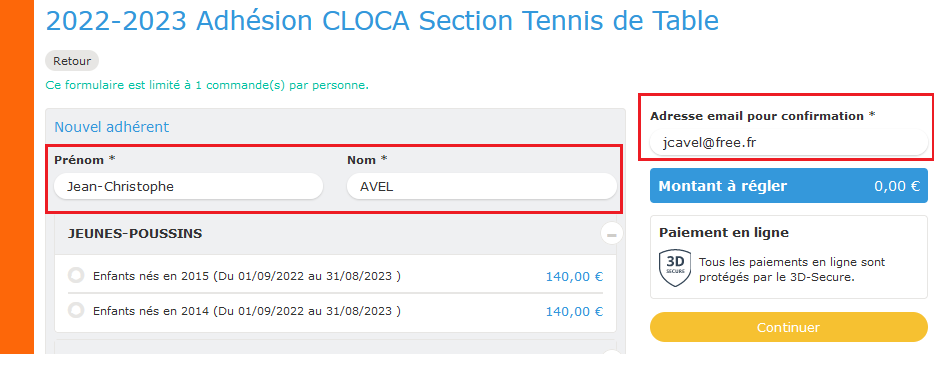 2022-2023 Adhésion CLOCA Section Tennis de Table
Retour
Ce formulaire est limité à 1 commande(s) par personne.
Nouvel adhérent
Prénom *
Nom *
Jean-Christophe
AVEL
JEUNES-POUSSINS
Enfants nés en 2015 (Du 01/09/2022 au 31/08/2023 )
140,00 €
Enfants nés en 2014 (Du 01/09/2022 au 31/08/2023 )
140,00 €
Adresse email pour confirmation *
jcavel@free.fr
Montant à régler
0,00 €
Paiement en ligne
3D
SECURE
Tous les paiements en ligne sont
protégés par le 3D-Secure.
Continuer